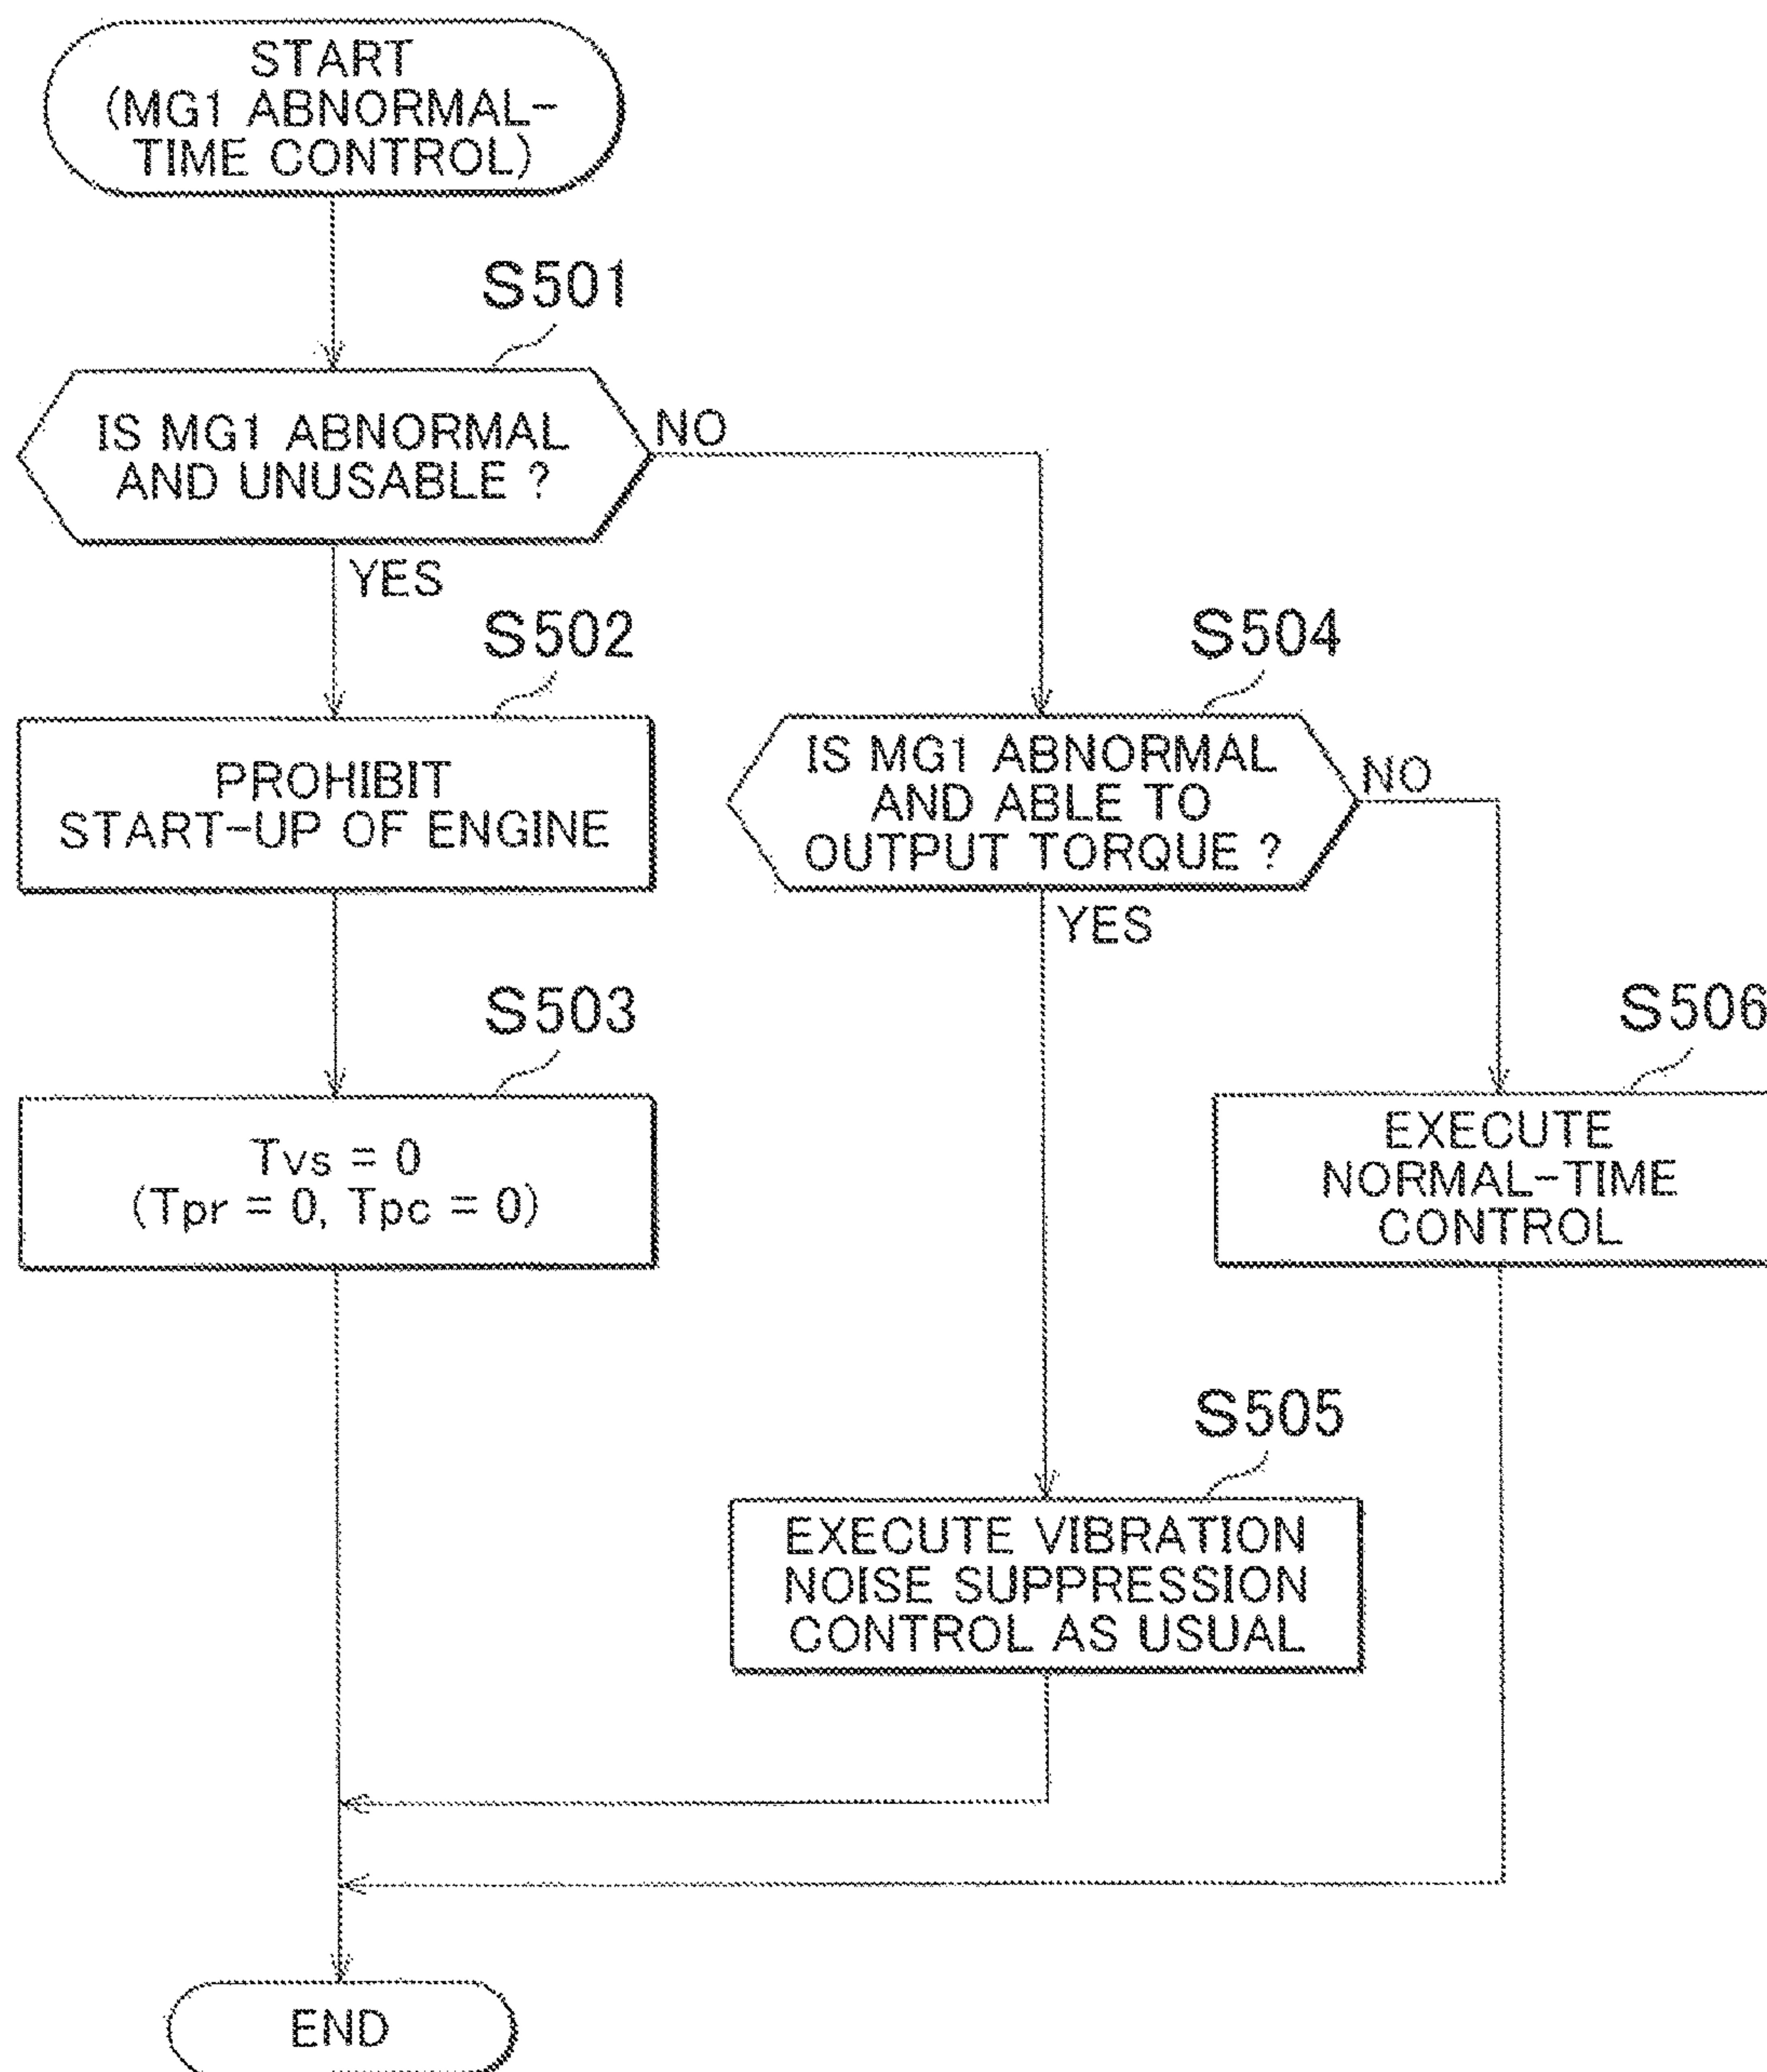 START
(MG1 ABNORMAL-
TIME CONTROL)
S501
IS MG1 ABNORMAL
AND UNUSABLE ?
NO
YES
S502
PROHIBIT
START-UP OF ENGINE
S503
Tvs = 0
(Tpr = 0, Tpc = 0)
S504
IS MG1 ABNORMAL
AND ABLE TO
OUTPUT TORQUE ?
NO
YES
S505
EXECUTE VIBRATION
NOISE SUPPRESSION
CONTROL AS USUAL
S506
EXECUTE
NORMAL-TIME
CONTROL
END